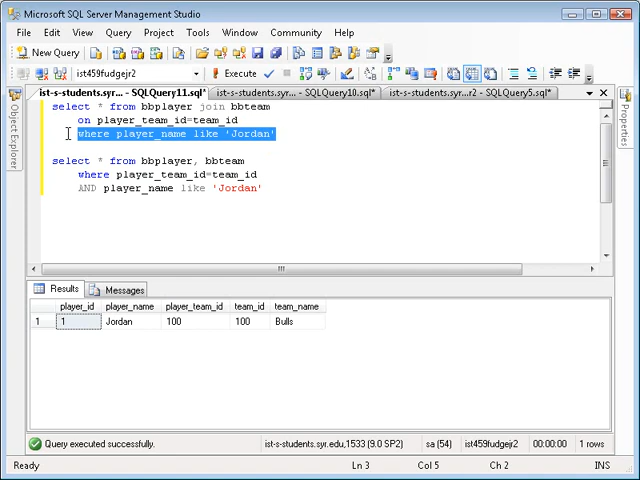 Microsoft SQL Server Management Studio
File Edit View Query Project Tools Window Community Help
New Query
ist459fudgejr2 Execute
ist-s-students.syr... - SQLQuery11.sql* ist-s-students.syr.... - SQLQuery10.sql* ist-s-students.syr....r2 - SQLQuery5.sql*
Object Explorer
Properties
select * from bbplayer join bbteam
on player_team_id=team_id
where player_name like 'Jordan'
select * from bbplayer, bbteam
where player_team_id=team_id
AND player_name like 'Jordan'
Results Messages
player_id player_name player_team_id team_id team_name
1 1 Jordan 100 100 Bulls
Query executed successfully. ist-s-students.syr.edu,1533 (9.0 SP2) sa (54) ist459fudgejr2 00:00:00 1 rows
Ready Ln 3 Col 5 Ch 2 INS